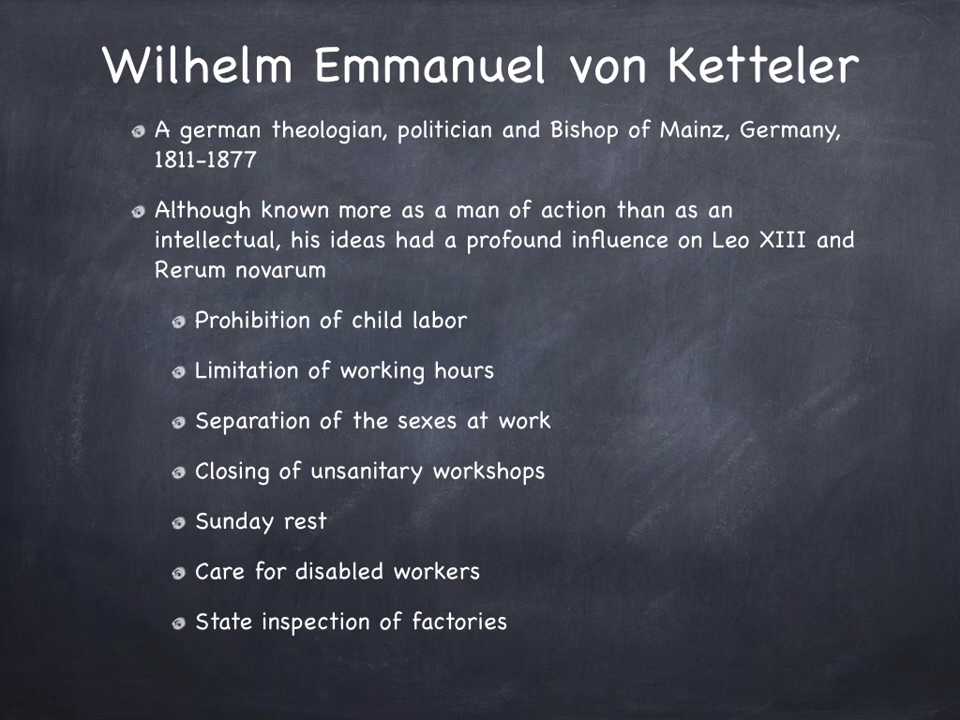 Wilhelm Emmanuel von Ketteler
A german theologian, politician and Bishop of Mainz, Germany,
1811-1877
Although known more as a man of action than as an
intellectual, his ideas had a profound influence on Leo XIII and
Rerum novarum
Prohibition of child labor
Limitation of working hours
Separation of the sexes at work
Closing of unsanitary workshops
Sunday rest
Care for disabled workers
State inspection of factories